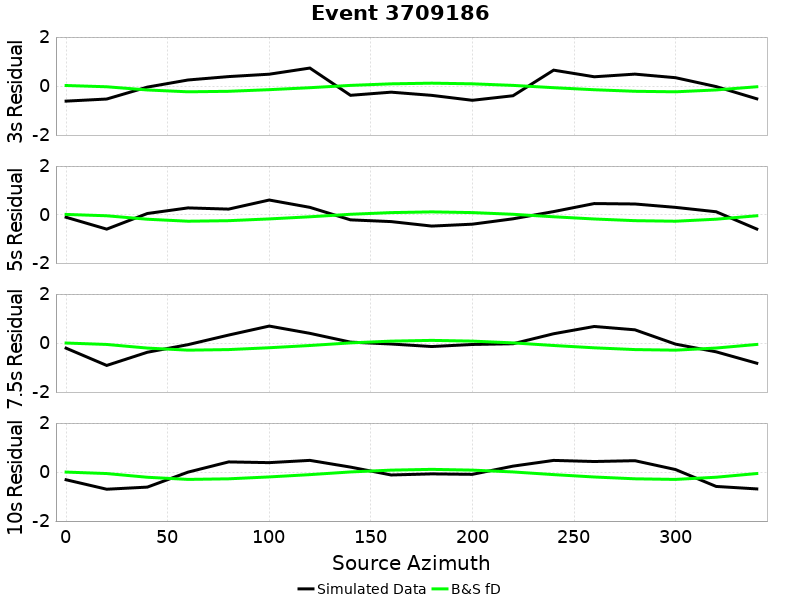 Event 3709186
3s Residual
2
0
-2
5s Residual
2
0
-2
7.5s Residual
2
0
-2
10s Residual
2
0
-2
0 50 100 150 200 250 300
Source Azimuth
Simulated Data B&S fD